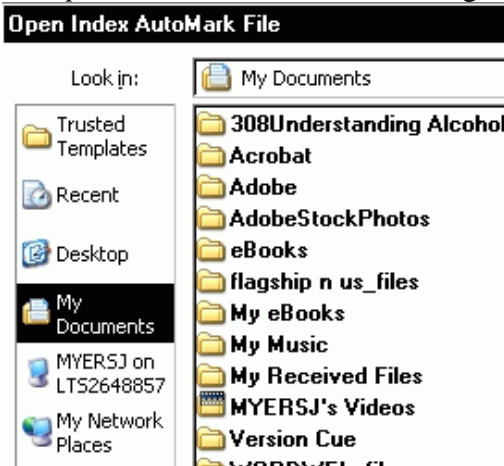 Open Index AutoMark File
Look in:
My Documents
Trusted
Templates
Recent
Desktop
My
Documents
MYERSJ on
LTS2648857
My Network
Places
308Understanding Alcohol
Acrobat
Adobe
AdobeStockPhotos
eBooks
flagship n us_files
My eBooks
My Music
My Received Files
MYERSJ's Videos
Version Cue